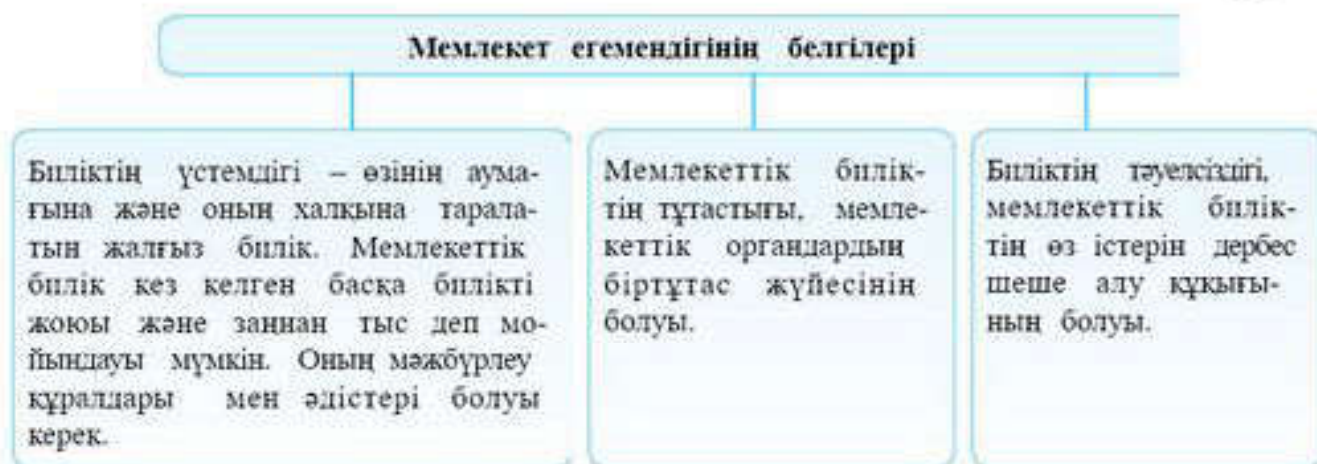 Мемлекет егемендігінің белгілері
Биліктің үстемдігі – өзінің аума-
ғына және оның халқына тарала-
тын жалғыз билік. Мемлекеттік
билік кез келген басқа билікті
жоюы және заңнан тыс деп мо-
йындауы мүмкін. Оның мәжбүрлеу
құралдары мен әдістері болуы
керек.
Мемлекеттік билік-
тің тұтастығы, мемле-
кеттік органдардың
біртұтас жүйесінің
болуы.
Биліктің тәуелсіздігі,
мемлекеттік билік-
тің өз істерін дербес
шеше алу құқығы-
ның болуы.